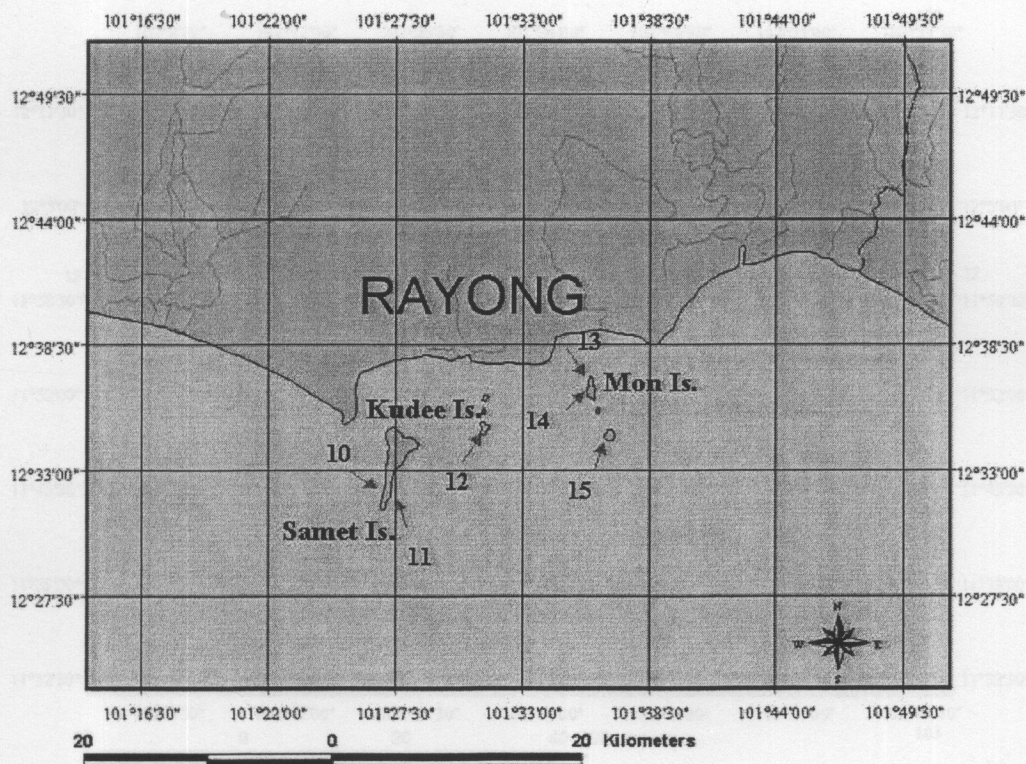 101°16'30" 101°22'00" 101°27'30" 101°33'00" 101°38'30" 101°44'00" 101°49'30"
12°49'30" 12°49'30"
12°44'00" 12°44'00"
RAYONG
12°38'30" 13 12°38'30"
Mon Is.
Kudee Is.
14
10
12°33'00" 12 15 12°33'00"
Samet Is.
11
12°27'30" 12°27'30"
N
W E
S
101°16'30" 101°22'00" 101°27'30" 101°33'00" 101°38'30" 101°44'00" 101°49'30"
20 0 20 Kilometers